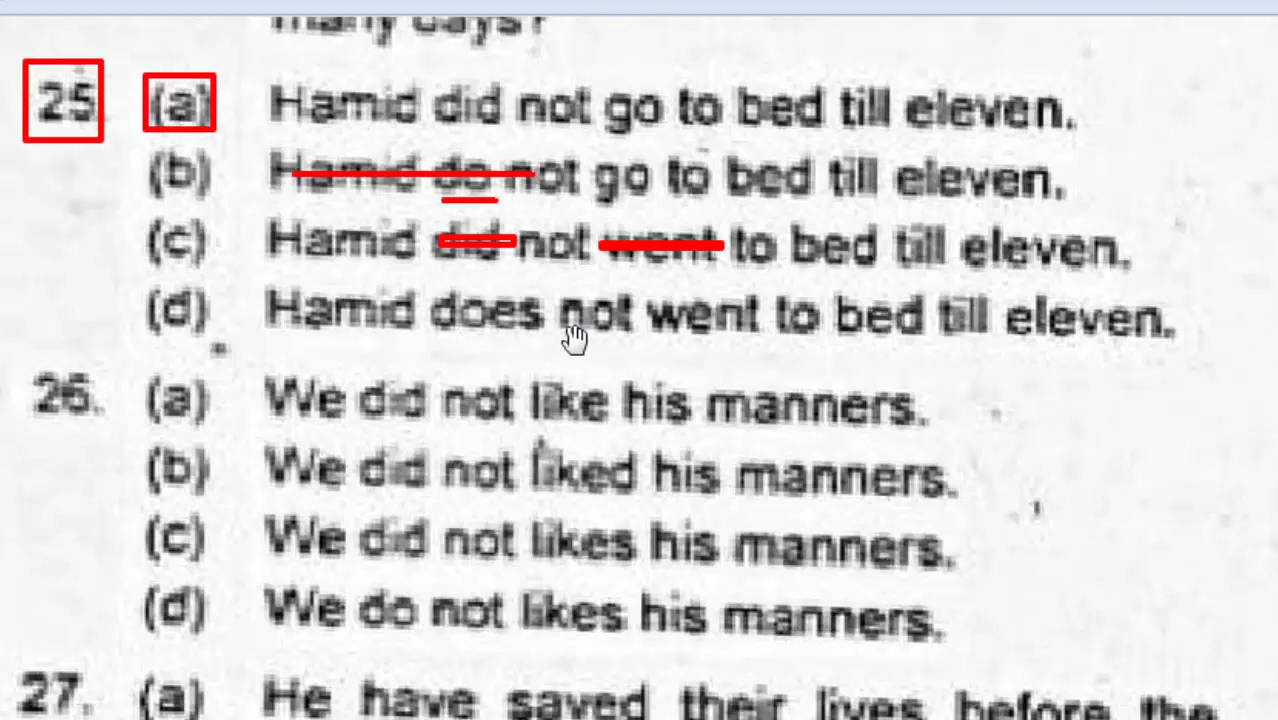 many days?
25. (a) Hamid did not go to bed till eleven.
(b) Hamid do not go to bed till eleven.
(c) Hamid did not went to bed till eleven.
(d) Hamid does not went to bed till eleven.
26. (a) We did not like his manners.
(b) We did not liked his manners.
(c) We did not likes his manners.
(d) We do not likes his manners.
27. (a) He have saved their lives before the